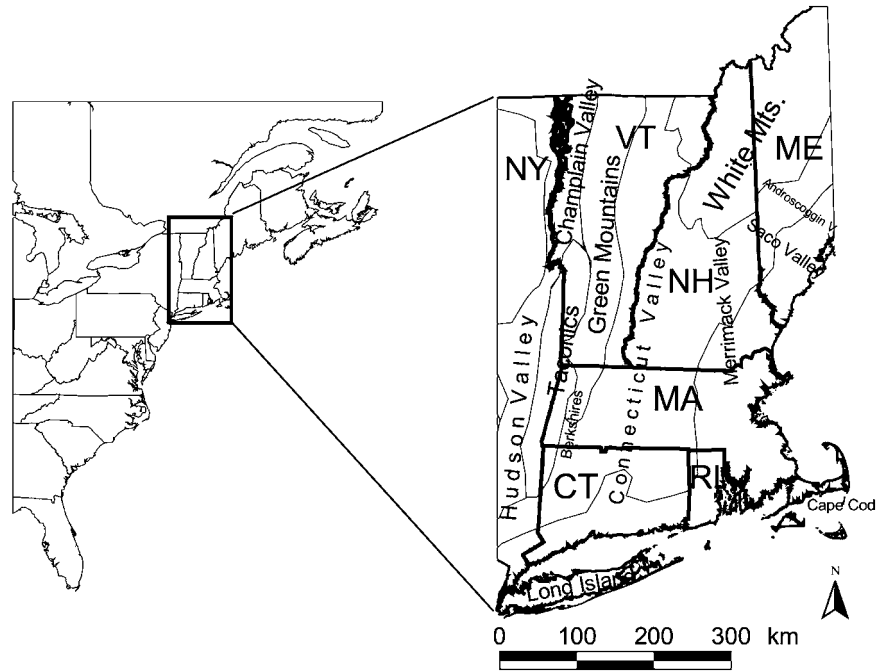 NY
Champlain Valley
VT
White Mts.
ME
Green Mountains
Androscoggin V.
Saco Valley
NH
Merrimack Valley
Taconics
Hudson Valley
Connecticut Valley
Berkshires
MA
CT
RI
Cape Cod
Long Island
N
0 100 200 300 km